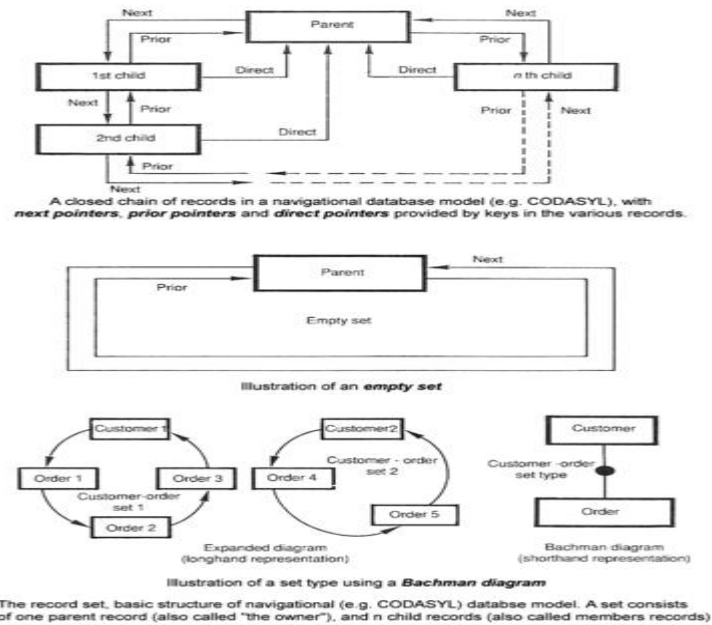 Next
Parent
Next
Prior
Prior
1st child
Direct
Direct
n th child
Next
Prior
Prior
Next
2nd child
Direct
Prior
Next
A closed chain of records in a navigational database model (e.g. CODASYL), with
next pointers, prior pointers and direct pointers provided by keys in the various records.
Next
Parent
Prior
Empty set
Illustration of an empty set
Customer 1
Order 1
Order 3
Customer-order
set 1
Order 2
Customer2
Order 4
Customer - order
set 2
Order 5
Expanded diagram
(longhand representation)
Customer
Customer -order
set type
Order
Bachman diagram
(shorthand representation)
Illustration of a set type using a Bachman diagram
The record set, basic structure of navigational (e.g. CODASYL) databse model. A set consists
of one parent record (also called "the owner"), and n child records (also called members records)